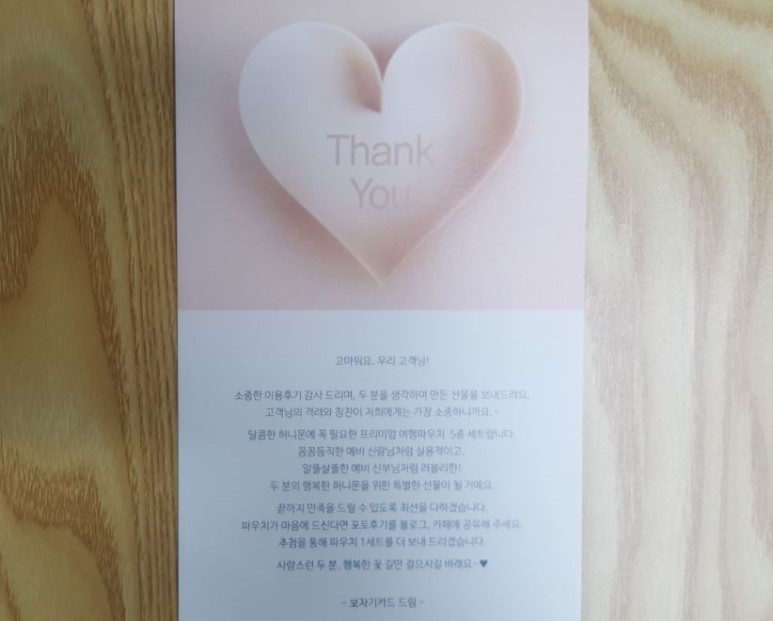 Thank
You
고마워요, 우리 고객님!
소중한 이용후기 감사 드리며, 두 분을 생각하여 만든 선물을 보내드려요.
고객님의 격려와 칭찬이 저희에게는 가장 소중하니까요.~
달콤한 허니문에 꼭 필요한 프리미엄 여행파우치 5종 세트랍니다.
꼼꼼듬직한 예비 신랑님처럼 실용적이고,
알뜰살뜰한 예비 신부님처럼 러블리한!
두 분의 행복한 허니문을 위한 특별한 선물이 될 거에요.
끝까지 만족을 드릴 수 있도록 최선을 다하겠습니다.
파우치가 마음에 드신다면 포토후기를 블로그, 카페에 공유해 주세요.
추첨을 통해 파우치 1세트를 더 보내 드리겠습니다.
사랑스런 두 분, 행복한 꽃 길만 걸으시길 바래요~♥
- 보자기카드 드림 -